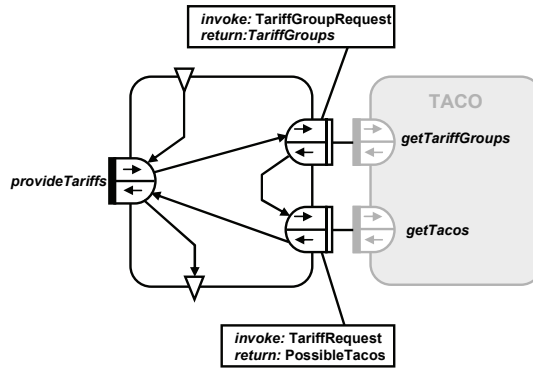 invoke: TariffGroupRequest
return:TariffGroups
TACO
getTariffGroups
provideTariffs
getTacos
invoke: TariffRequest
return: PossibleTacos